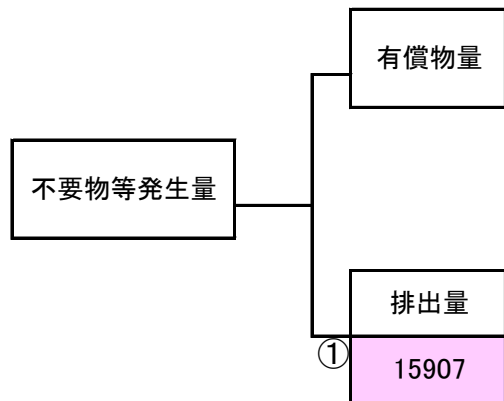 有償物量
不要物等発生量
排出量
①
15907